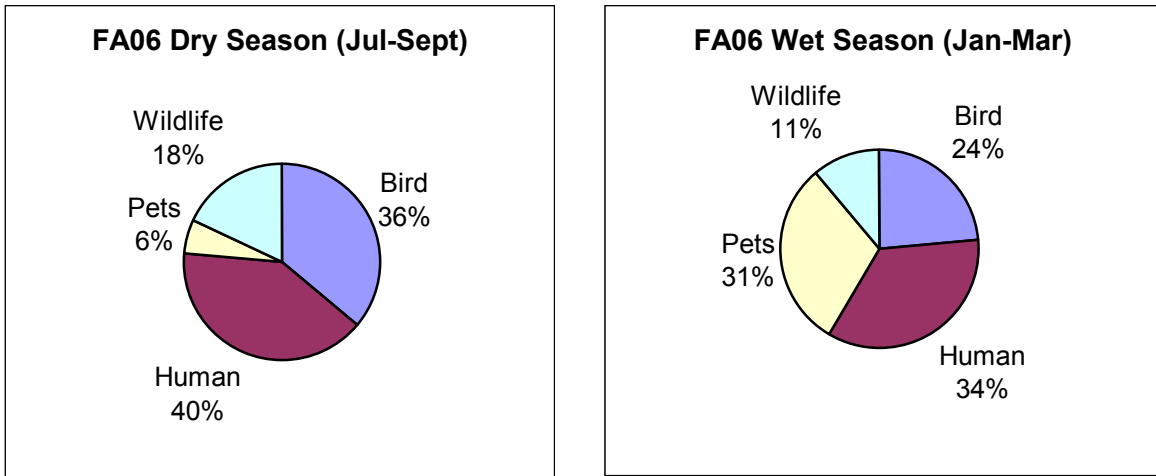 FA06 Dry Season (Jul-Sept)
Wildlife
18%
Bird
36%
Pets
6%
Human
40%
FA06 Wet Season (Jan-Mar)
Wildlife
11%
Bird
24%
Pets
31%
Human
34%